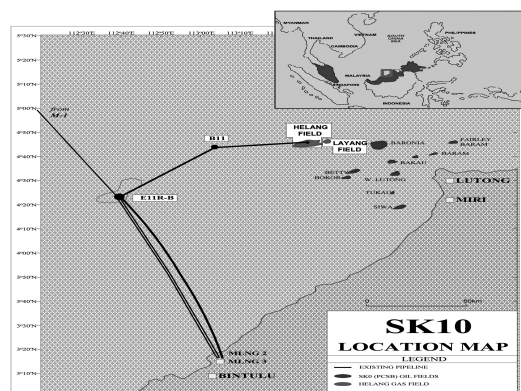 112°30'E
112°40'E
112°50'E
113°00'E
113°10'E
5°30'N
5°20'N
5°10'N
5°00'N
4°50'N
4°40'N
4°30'N
4°20'N
4°00'N
3°50'N
3°40'N
3°30'N
3°20'N
3°10'N
MYANMAR
THAILAND
VIETNAM
CAMBODIA
SOUTH
CHINA
SEA
PHILIPPINES
MALAYSIA
SINGAPORE
INDONESIA
from
M-1
B11
HELANG
FIELD
LAYANG
FIELD
BARONIA
FAIRLEY
BARAM
BARAM
BAKAU
BETTY
BOKOR
W. LUTONG
TUKAU
SIWA
LUTONG
MIRI
E11R-B
MLNG 2
MLNG 3
BINTULU
0 50km
SK10
LOCATION MAP
LEGEND
EXISTING PIPELINE
SK0 (PCSB) OIL FIELDS
HELANG GAS FIELD